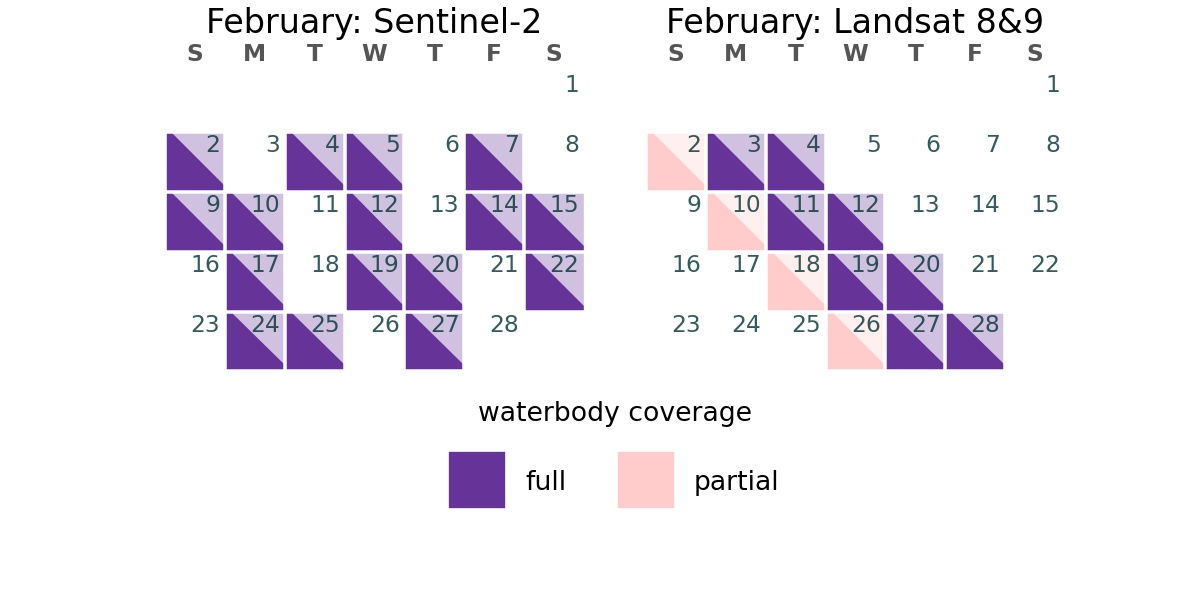 February: Sentinel-2
S M T W T F S
1
2 3 4 5 6 7 8
9 10 11 12 13 14 15
16 17 18 19 20 21 22
23 24 25 26 27 28
February: Landsat 8&9
S M T W T F S
1
2 3 4 5 6 7 8
9 10 11 12 13 14 15
16 17 18 19 20 21 22
23 24 25 26 27 28
waterbody coverage
full partial